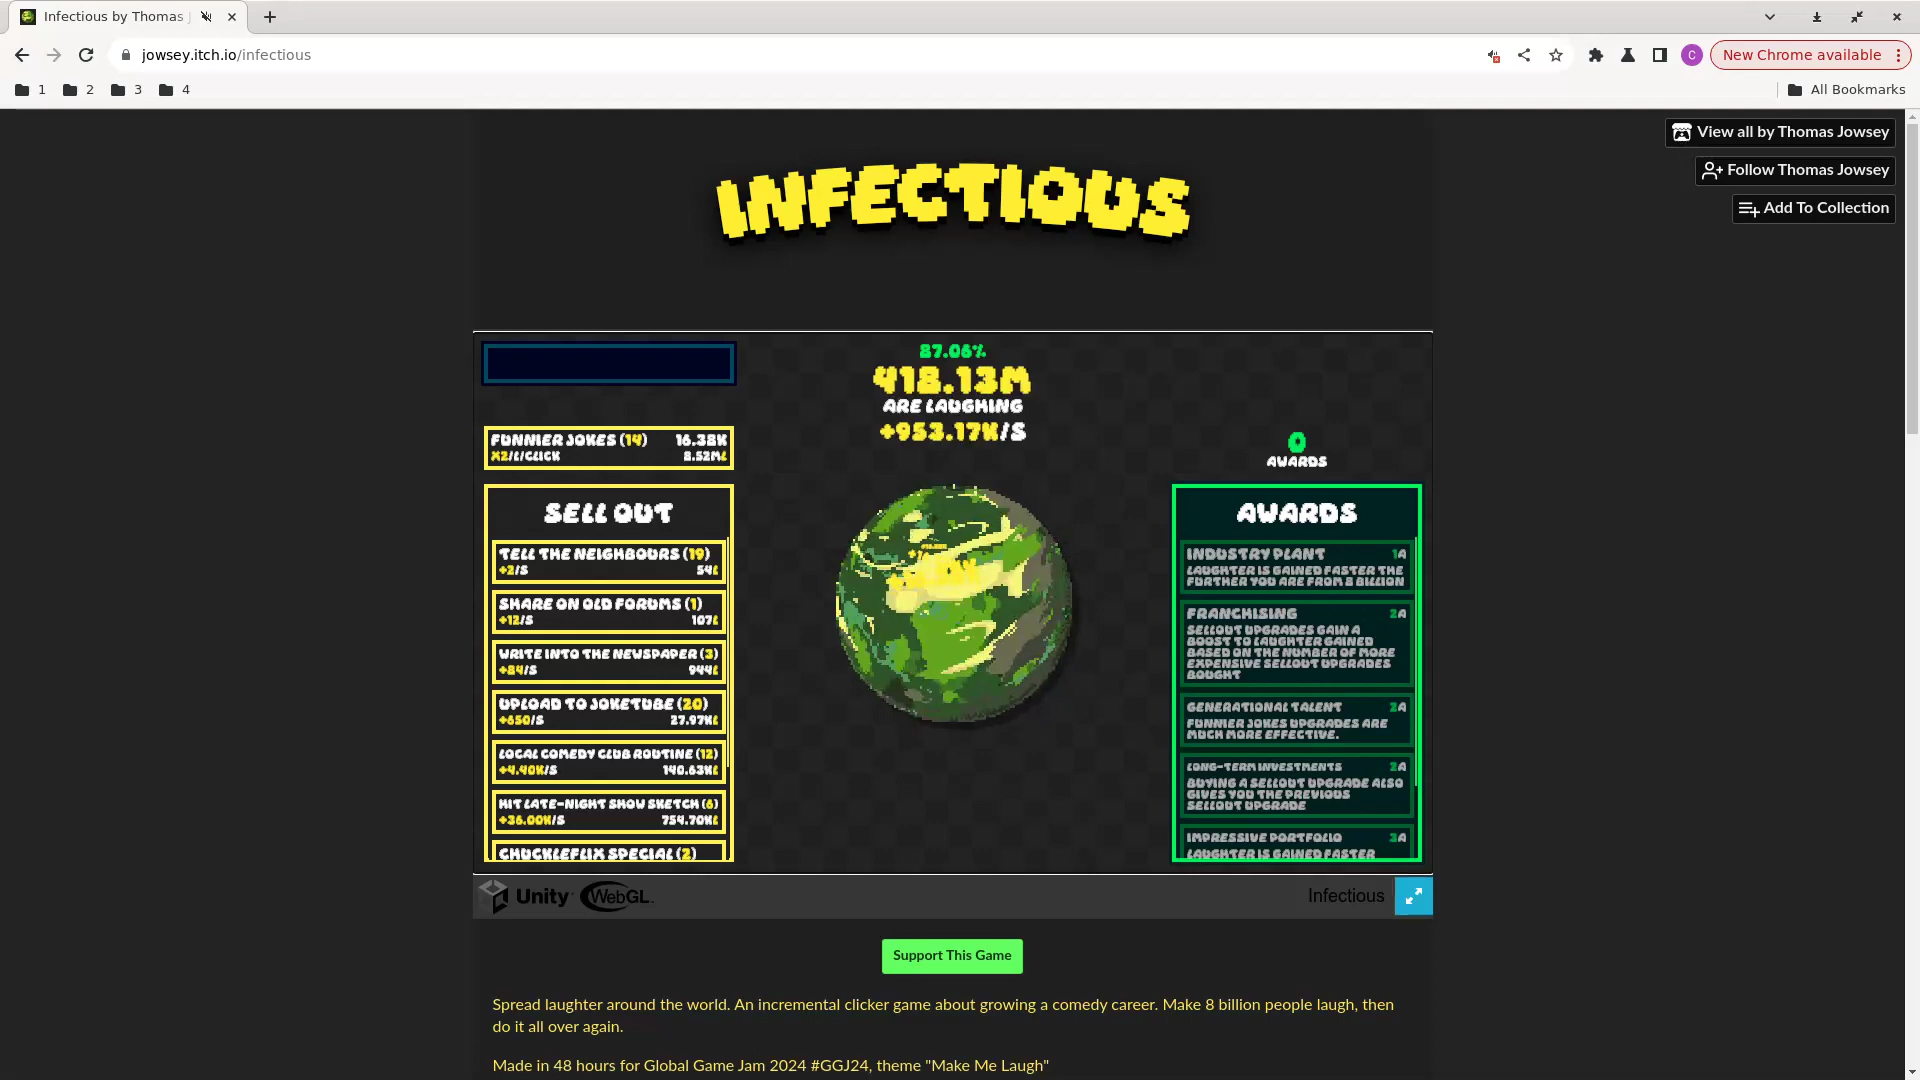 Infectious by Thomas J
jowsey.itch.io/infectious
New Chrome available
1
2
3
4
All Bookmarks
View all by Thomas Jowsey
Follow Thomas Jowsey
Add To Collection
INFECTIOUS
87.06%
418.13M
ARE LAUGHING
+953.17K/S
FUNNIER JOKES (14) 16.38K
X2/L/CLICK 8.52ML
SELL OUT
TELL THE NEIGHBOURS (19)
+2/S 54L
SHARE ON OLD FORUMS (1)
+12/S 107L
WRITE INTO THE NEWSPAPER (3)
+84/S 944L
UPLOAD TO JOKETUBE (20)
+650/S 27.97KL
LOCAL COMEDY CLUB ROUTINE (12)
+4.40K/S 140.63KL
HIT LATE-NIGHT SHOW SKETCH (6)
+36.00K/S 754.70KL
CHUCKLEFLIX SPECIAL (2)
0
AWARDS
AWARDS
INDUSTRY PLANT 1A
LAUGHTER IS GAINED FASTER THE
FURTHER YOU ARE FROM 8 BILLION
FRANCHISING 2A
SELLOUT UPGRADES GAIN A
BOOST TO LAUGHTER GAINED
BASED ON THE NUMBER OF MORE
EXPENSIVE SELLOUT UPGRADES
BOUGHT
GENERATIONAL TALENT 2A
FUNNIER JOKES UPGRADES ARE
MUCH MORE EFFECTIVE.
LONG-TERM INVESTMENTS 2A
BUYING A SELLOUT UPGRADE ALSO
GIVES YOU THE PREVIOUS
SELLOUT UPGRADE
IMPRESSIVE PORTFOLIO 3A
LAUGHTER IS GAINED FASTER
Unity WebGL
Infectious
Support This Game
Spread laughter around the world. An incremental clicker game about growing a comedy career. Make 8 billion people laugh, then
do it all over again.
Made in 48 hours for Global Game Jam 2024 #GGJ24, theme "Make Me Laugh"